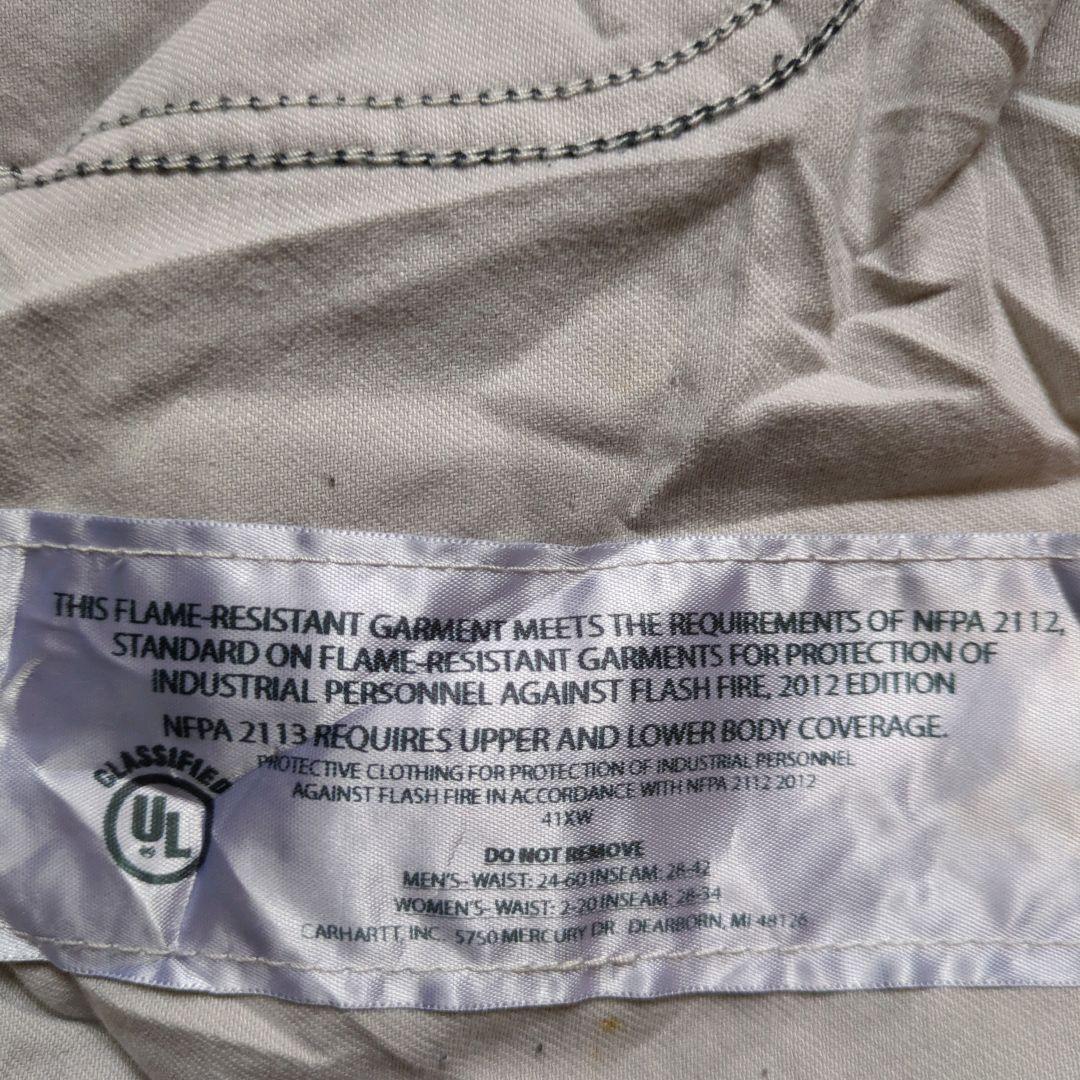 THIS FLAME-RESISTANT GARMENT MEETS THE REQUIREMENTS OF NFPA 2112,
STANDARD ON FLAME-RESISTANT GARMENTS FOR PROTECTION OF
INDUSTRIAL PERSONNEL AGAINST FLASH FIRE, 2012 EDITION
NFPA 2113 REQUIRES UPPER AND LOWER BODY COVERAGE.
CLASSIFIED
UL
PROTECTIVE CLOTHING FOR PROTECTION OF INDUSTRIAL PERSONNEL
AGAINST FLASH FIRE IN ACCORDANCE WITH NFPA 2112 2012
41XW
DO NOT REMOVE
MEN'S- WAIST: 24-60 INSEAM: 28-42
WOMEN'S- WAIST: 2-20 INSEAM: 28-34
CARHARTT, INC. 5750 MERCURY DR. DEARBORN, MI 48126